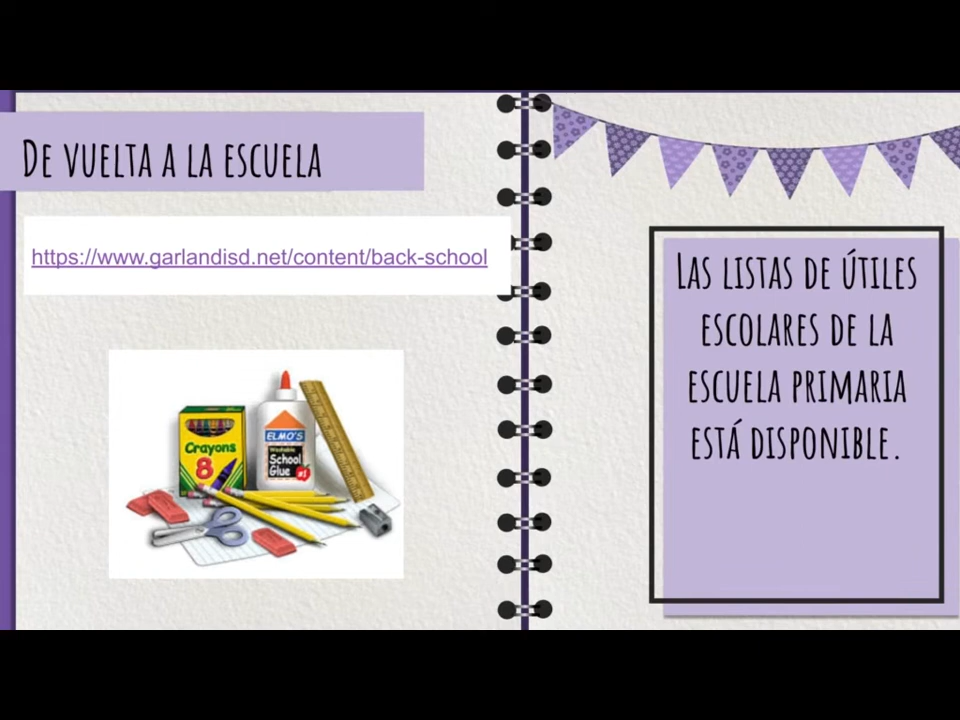 De vuelta a la escuela
https://www.garlandisd.net/content/back-school
Crayons
8
ELMO'S
Washable
School
Glue
#1
Las listas de útiles
escolares de la
escuela primaria
está disponible.